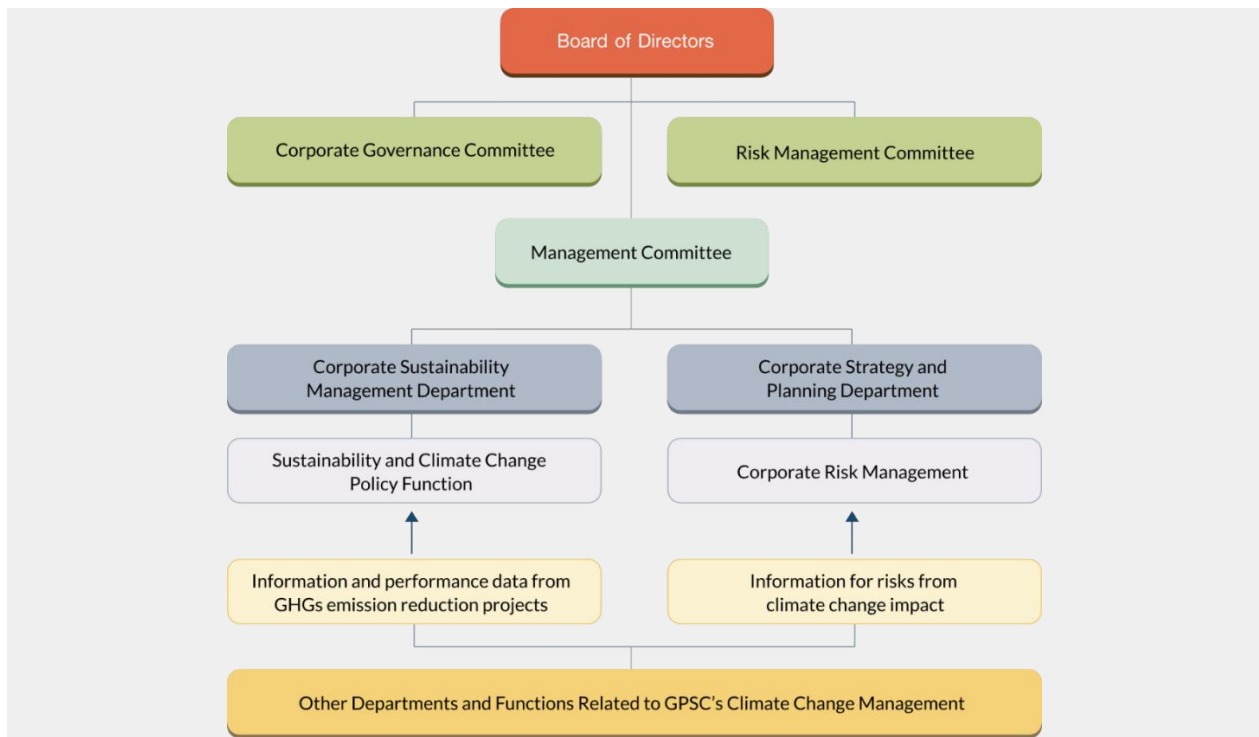 Board of Directors
Corporate Governance Committee
Risk Management Committee
Management Committee
Corporate Sustainability
Management Department
Corporate Strategy and
Planning Department
Sustainability and Climate Change
Policy Function
Corporate Risk Management
Information and performance data from
GHGs emission reduction projects
Information for risks from
climate change impact
Other Departments and Functions Related to GPSC’s Climate Change Management